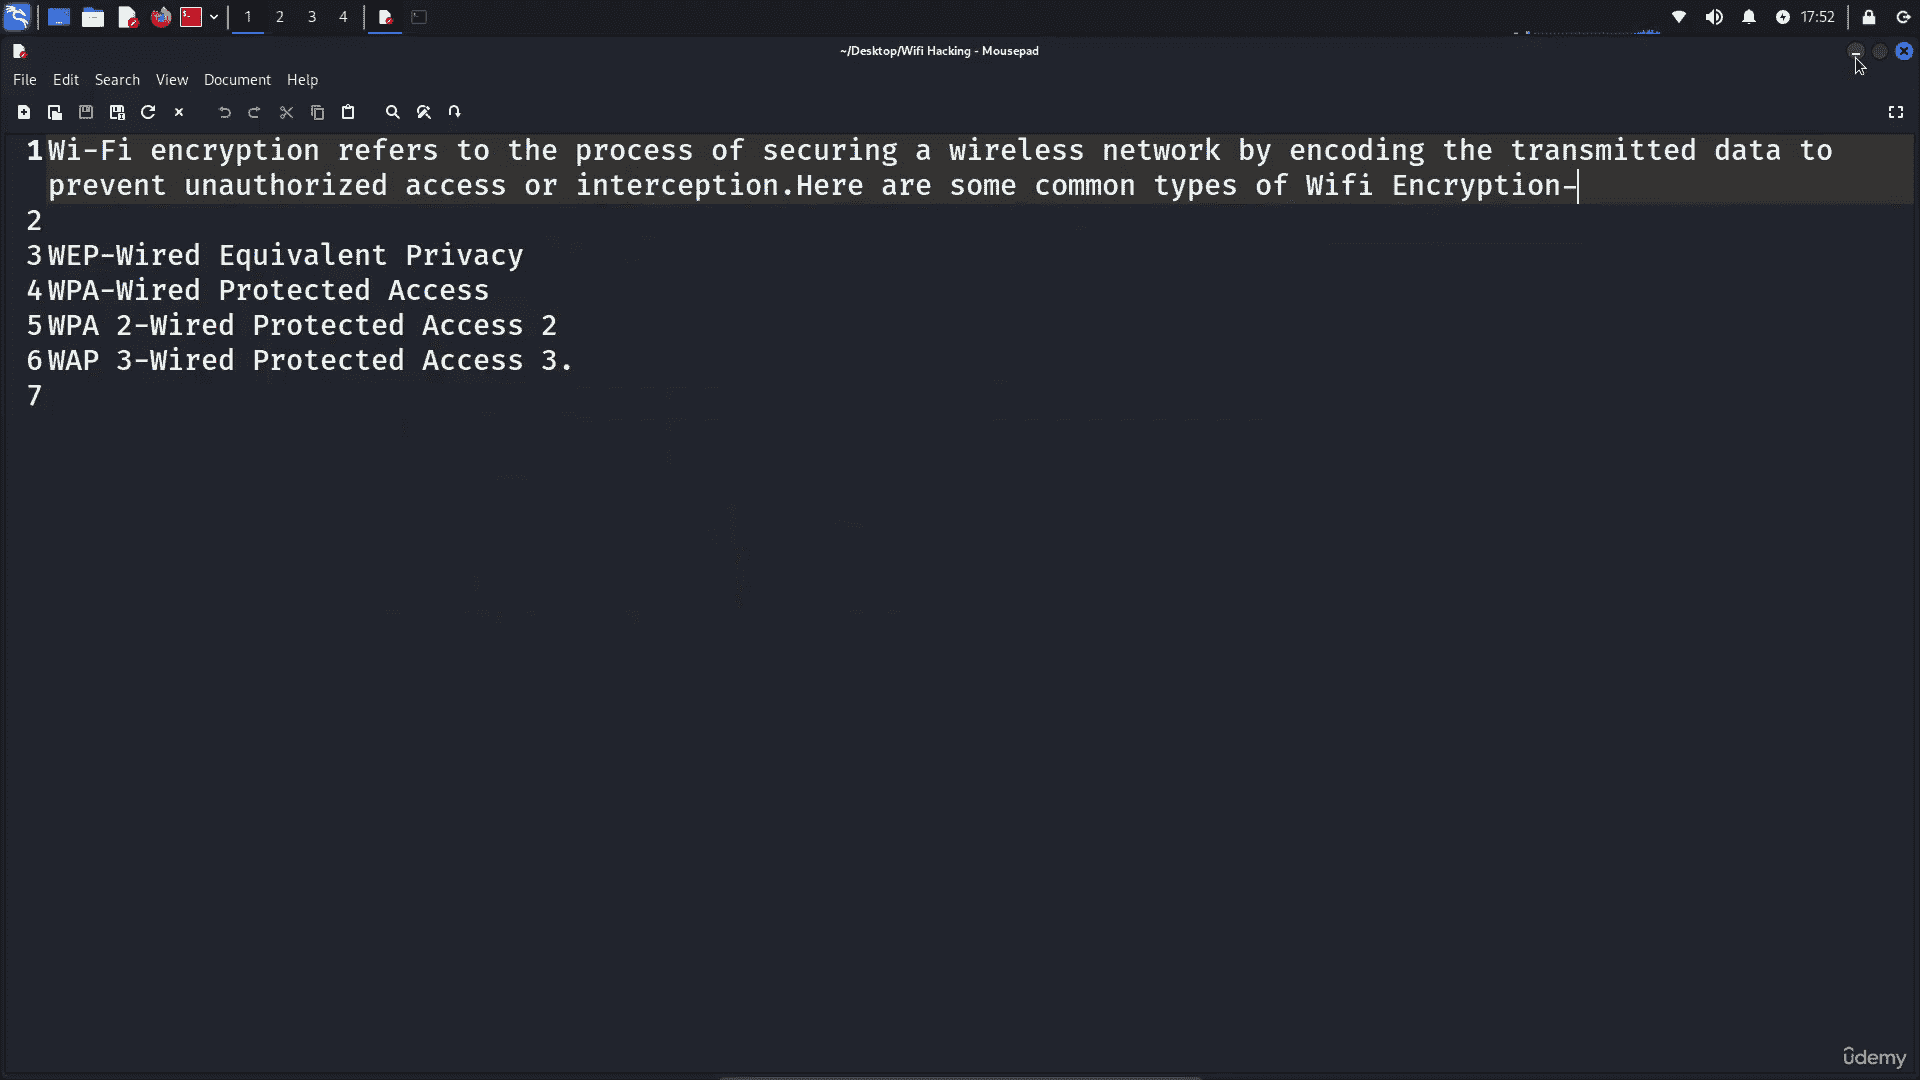 1 2 3 4 17:52
~/Desktop/Wifi Hacking - Mousepad
File Edit Search View Document Help
1 Wi-Fi encryption refers to the process of securing a wireless network by encoding the transmitted data to
prevent unauthorized access or interception.Here are some common types of Wifi Encryption-
2
3 WEP-Wired Equivalent Privacy
4 WPA-Wired Protected Access
5 WPA 2-Wired Protected Access 2
6 WAP 3-Wired Protected Access 3.
7
ûdemy